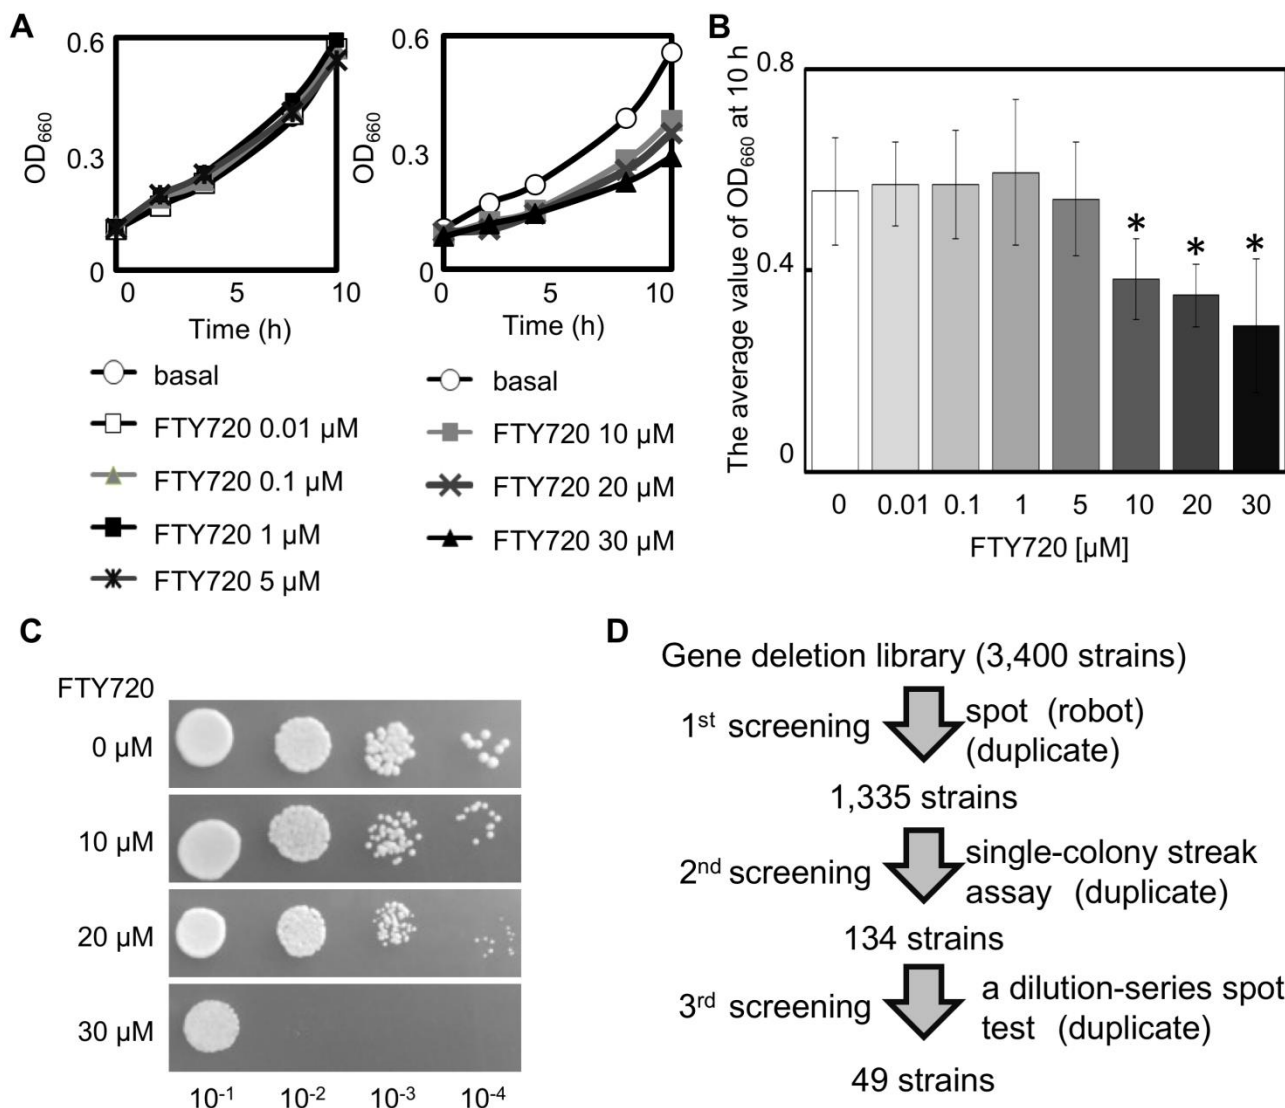 A
0.6
0.3
0
OD660
0 5 10
Time (h)
basal
FTY720 0.01 µM
FTY720 0.1 µM
FTY720 1 µM
FTY720 5 µM
0.6
0.3
0
OD660
0 5 10
Time (h)
basal
FTY720 10 µM
FTY720 20 µM
FTY720 30 µM
B
The average value of OD660 at 10 h
0.8
0.4
0
* * *
0 0.01 0.1 1 5 10 20 30
FTY720 [µM]
C
FTY720
0 µM
10 µM
20 µM
30 µM
10-1 10-2 10-3 10-4
D
Gene deletion library (3,400 strains)
1st screening
spot (robot)
(duplicate)
1,335 strains
2nd screening
single-colony streak
assay (duplicate)
134 strains
3rd screening
a dilution-series spot
test (duplicate)
49 strains